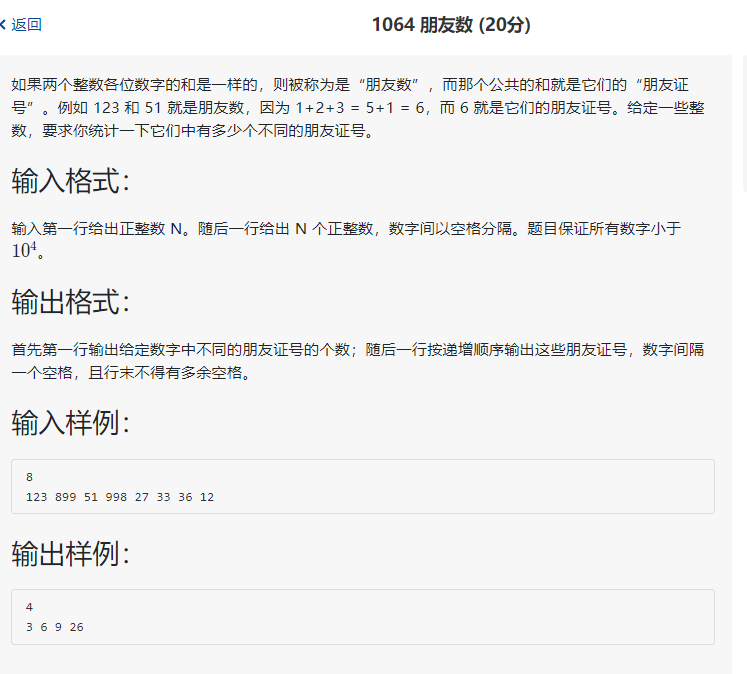 返回
1064 朋友数 (20分)
如果两个整数各位数字的和是一样的，则被称为是“朋友数”，而那个公共的和就是它们的“朋友证
号”。例如 123 和 51 就是朋友数，因为 1+2+3 = 5+1 = 6，而 6 就是它们的朋友证号。给定一些整
数，要求你统计一下它们中有多少个不同的朋友证号。
输入格式：
输入第一行给出正整数 N。随后一行给出 N 个正整数，数字间以空格分隔。题目保证所有数字小于
10⁴。
输出格式：
首先第一行输出给定数字中不同的朋友证号的个数；随后一行按递增顺序输出这些朋友证号，数字间隔
一个空格，且行末不得有多余空格。
输入样例：
8
123 899 51 998 27 33 36 12
输出样例：
4
3 6 9 26